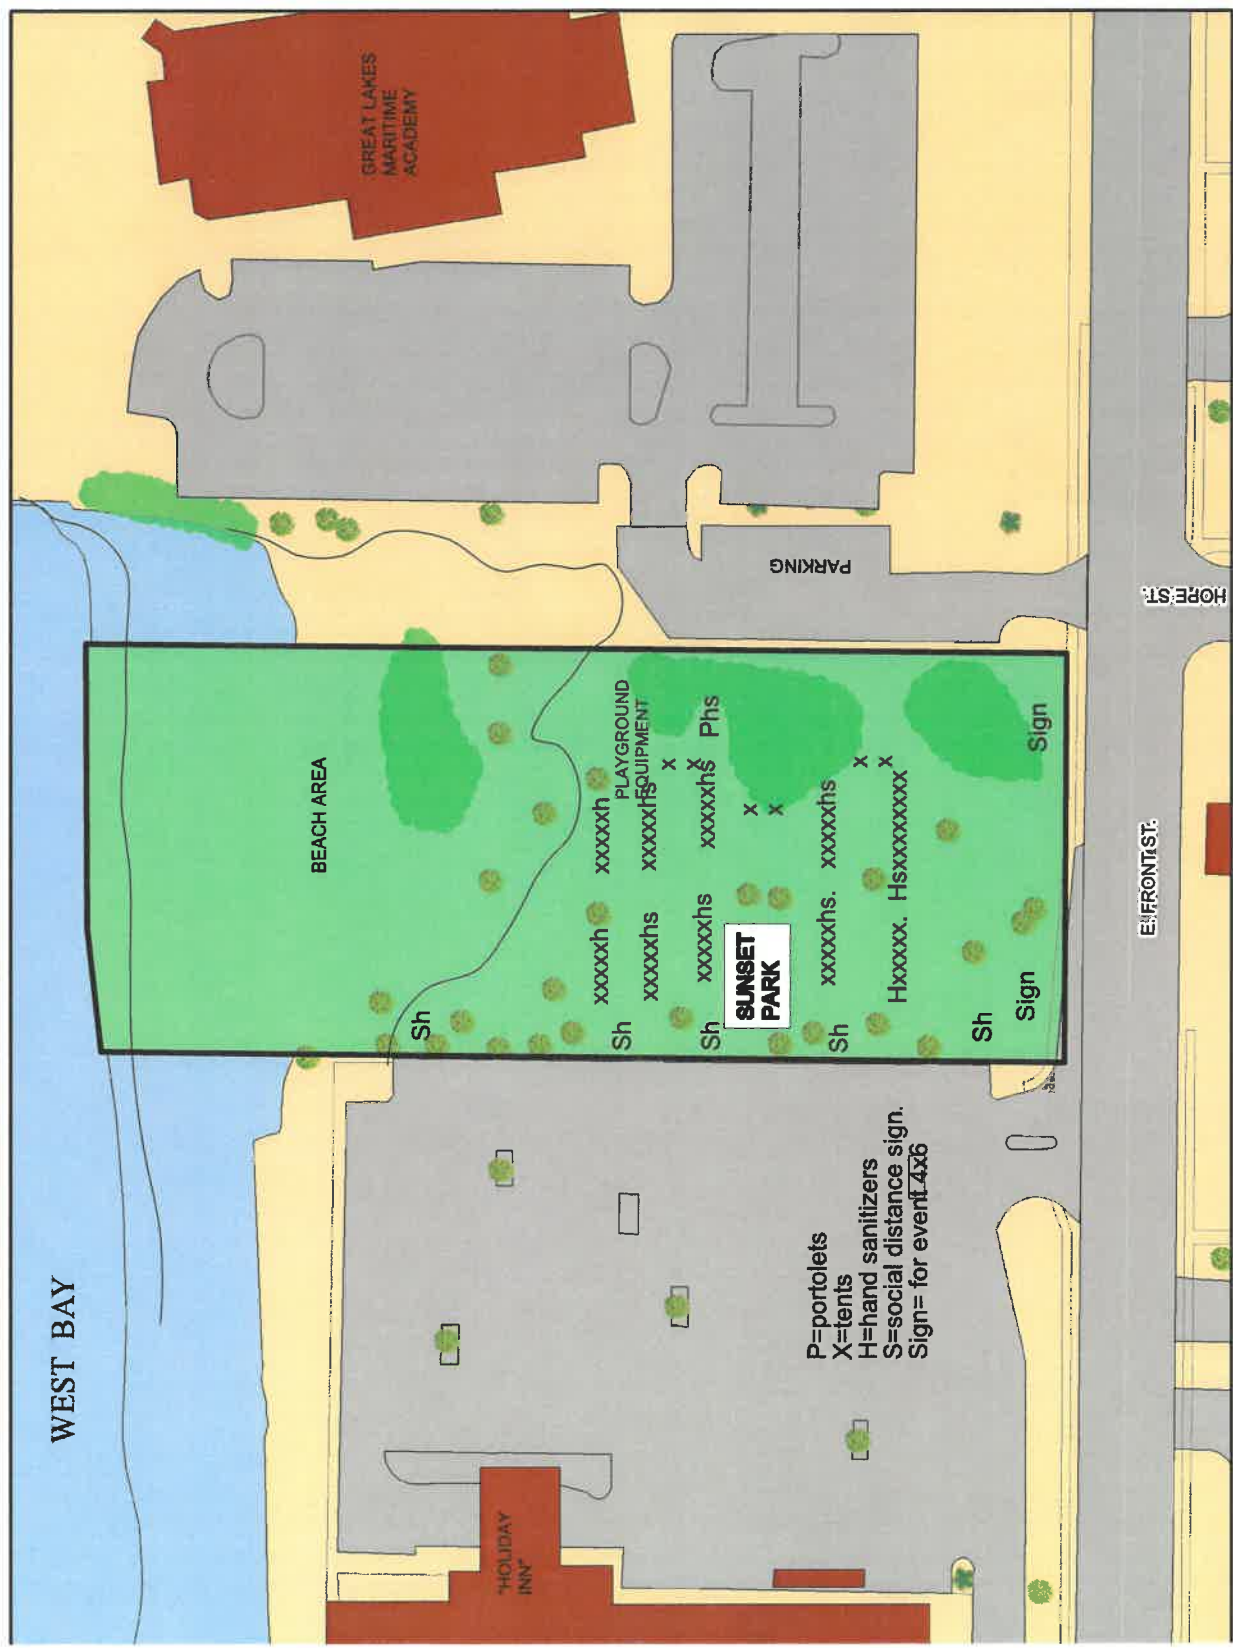 WEST BAY
"HOLIDAY
INN"
P=portolets
X=tents
H=hand sanitizers
S=social distance sign.
Sign= for event 4x6
BEACH AREA
GREAT LAKES
MARITIME
ACADEMY
Sh
Sh
Sh
Sh
Sh
xxxxxh xxxxxh
PLAYGROUND
EQUIPMENT
xxxxxhs xxxxxhs
x
x
xxxxxhs xxxxxhs Phs
SUNSET
PARK
x
x
xxxxxhs. xxxxxhs
x
x
Hxxxxx. Hsxxxxxxxx
Sign
Sign
PARKING
E. FRONT ST.
HOPE ST.